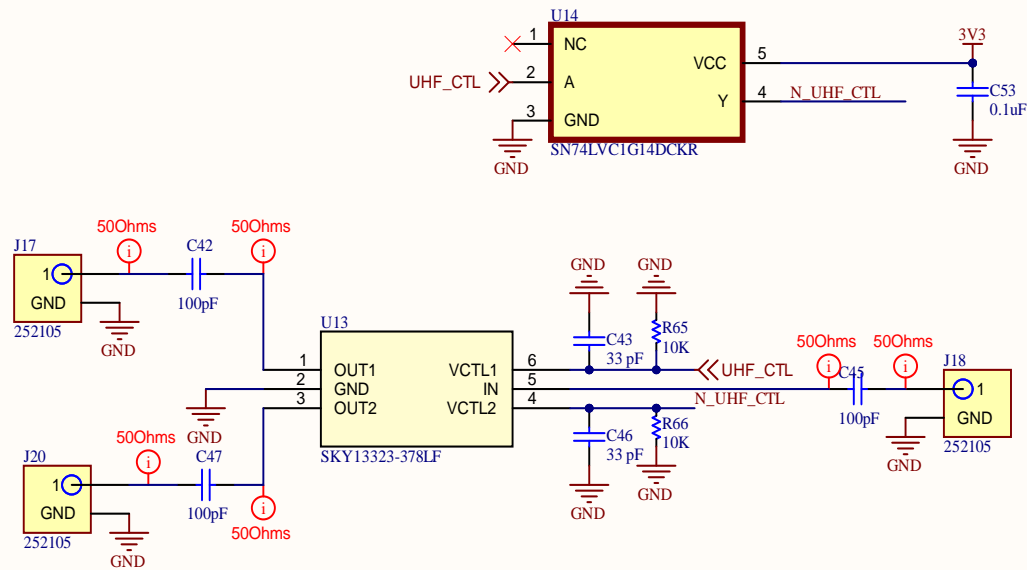 U14
1
NC
2
A
3
GND
VCC
5
Y
4
SN74LVC1G14DCKR
UHF_CTL
GND
N_UHF_CTL
3V3
C53
0.1uF
GND
50Ohms
i
50Ohms
i
J17
1
GND
252105
GND
C42
100pF
U13
1
OUT1
2
GND
3
OUT2
VCTL1
6
IN
5
VCTL2
4
SKY13323-378LF
GND
GND
GND
C43
33 pF
R65
10K
UHF_CTL
N_UHF_CTL
C46
33 pF
R66
10K
GND
GND
50Ohms
i
50Ohms
i
C45
100pF
J18
1
GND
252105
GND
50Ohms
i
J20
1
GND
252105
GND
C47
100pF
i
50Ohms